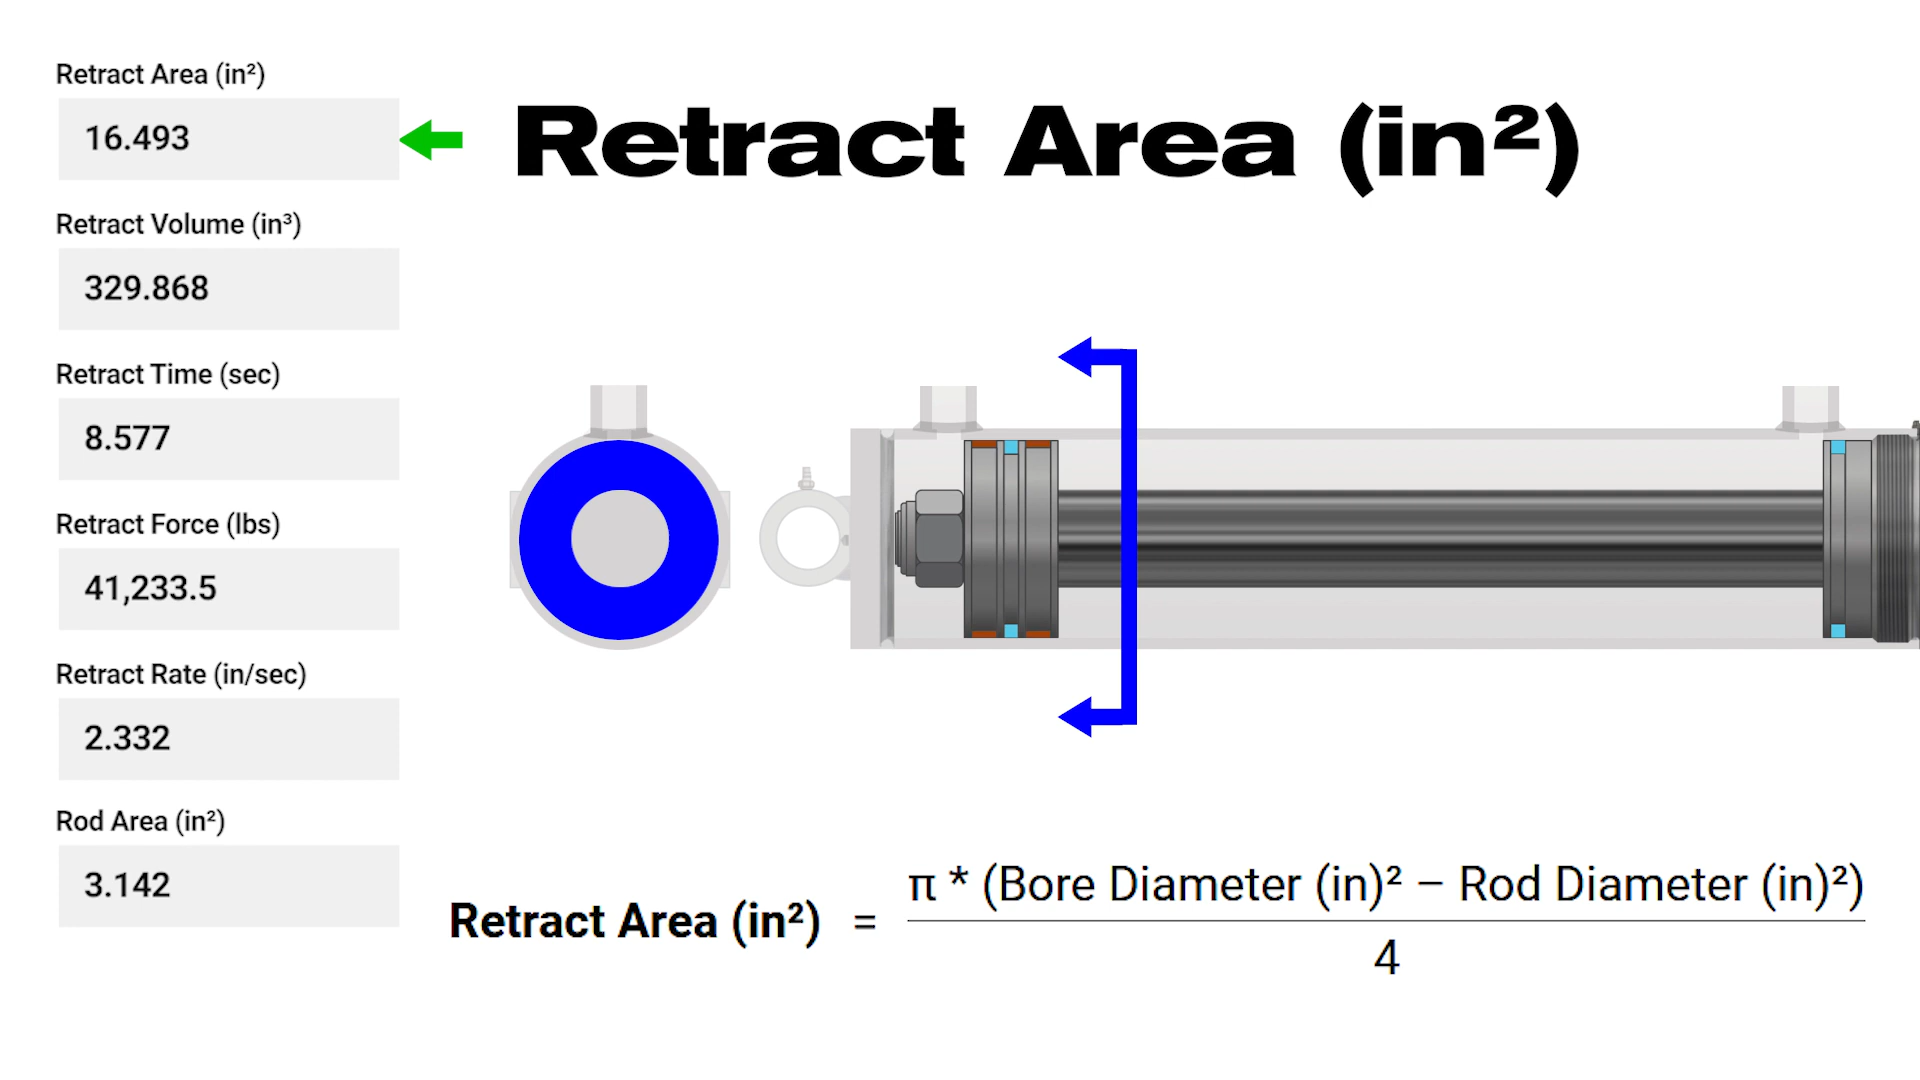 Retract Area (in²)
16.493
Retract Area (in²)
Retract Volume (in³)
329.868
Retract Time (sec)
8.577
Retract Force (lbs)
41,233.5
Retract Rate (in/sec)
2.332
Rod Area (in²)
3.142
Retract Area (in²) = π * (Bore Diameter (in)² – Rod Diameter (in)²)
4